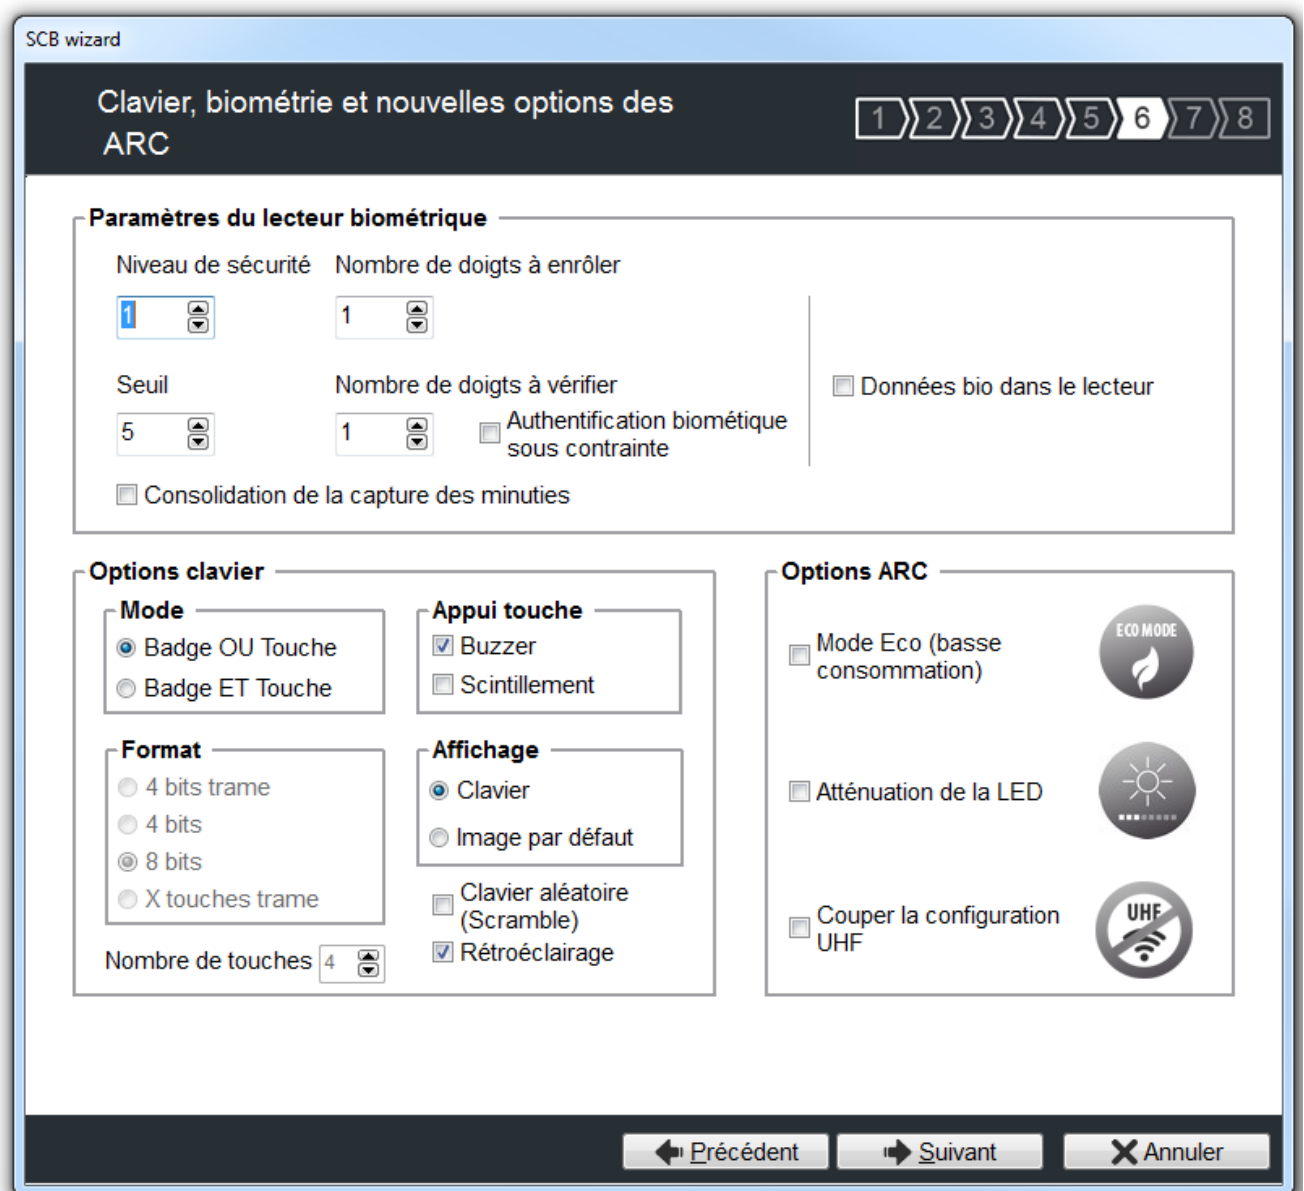 SCB wizard
Clavier, biométrie et nouvelles options des
ARC
1 2 3 4 5 6 7 8
Paramètres du lecteur biométrique
Niveau de sécurité Nombre de doigts à enrôler
1 1
Seuil Nombre de doigts à vérifier
Données bio dans le lecteur
5 1
Authentification biométique
sous contrainte
Consolidation de la capture des minuties
Options clavier
Mode
Badge OU Touche
Badge ET Touche
Appui touche
Buzzer
Scintillement
Format
4 bits trame
4 bits
8 bits
X touches trame
Nombre de touches 4
Affichage
Clavier
Image par défaut
Clavier aléatoire
(Scramble)
Rétroéclairage
Options ARC
Mode Eco (basse
consommation)
ECO MODE
Atténuation de la LED
Couper la configuration
UHF
UHF
Précédent Suivant Annuler